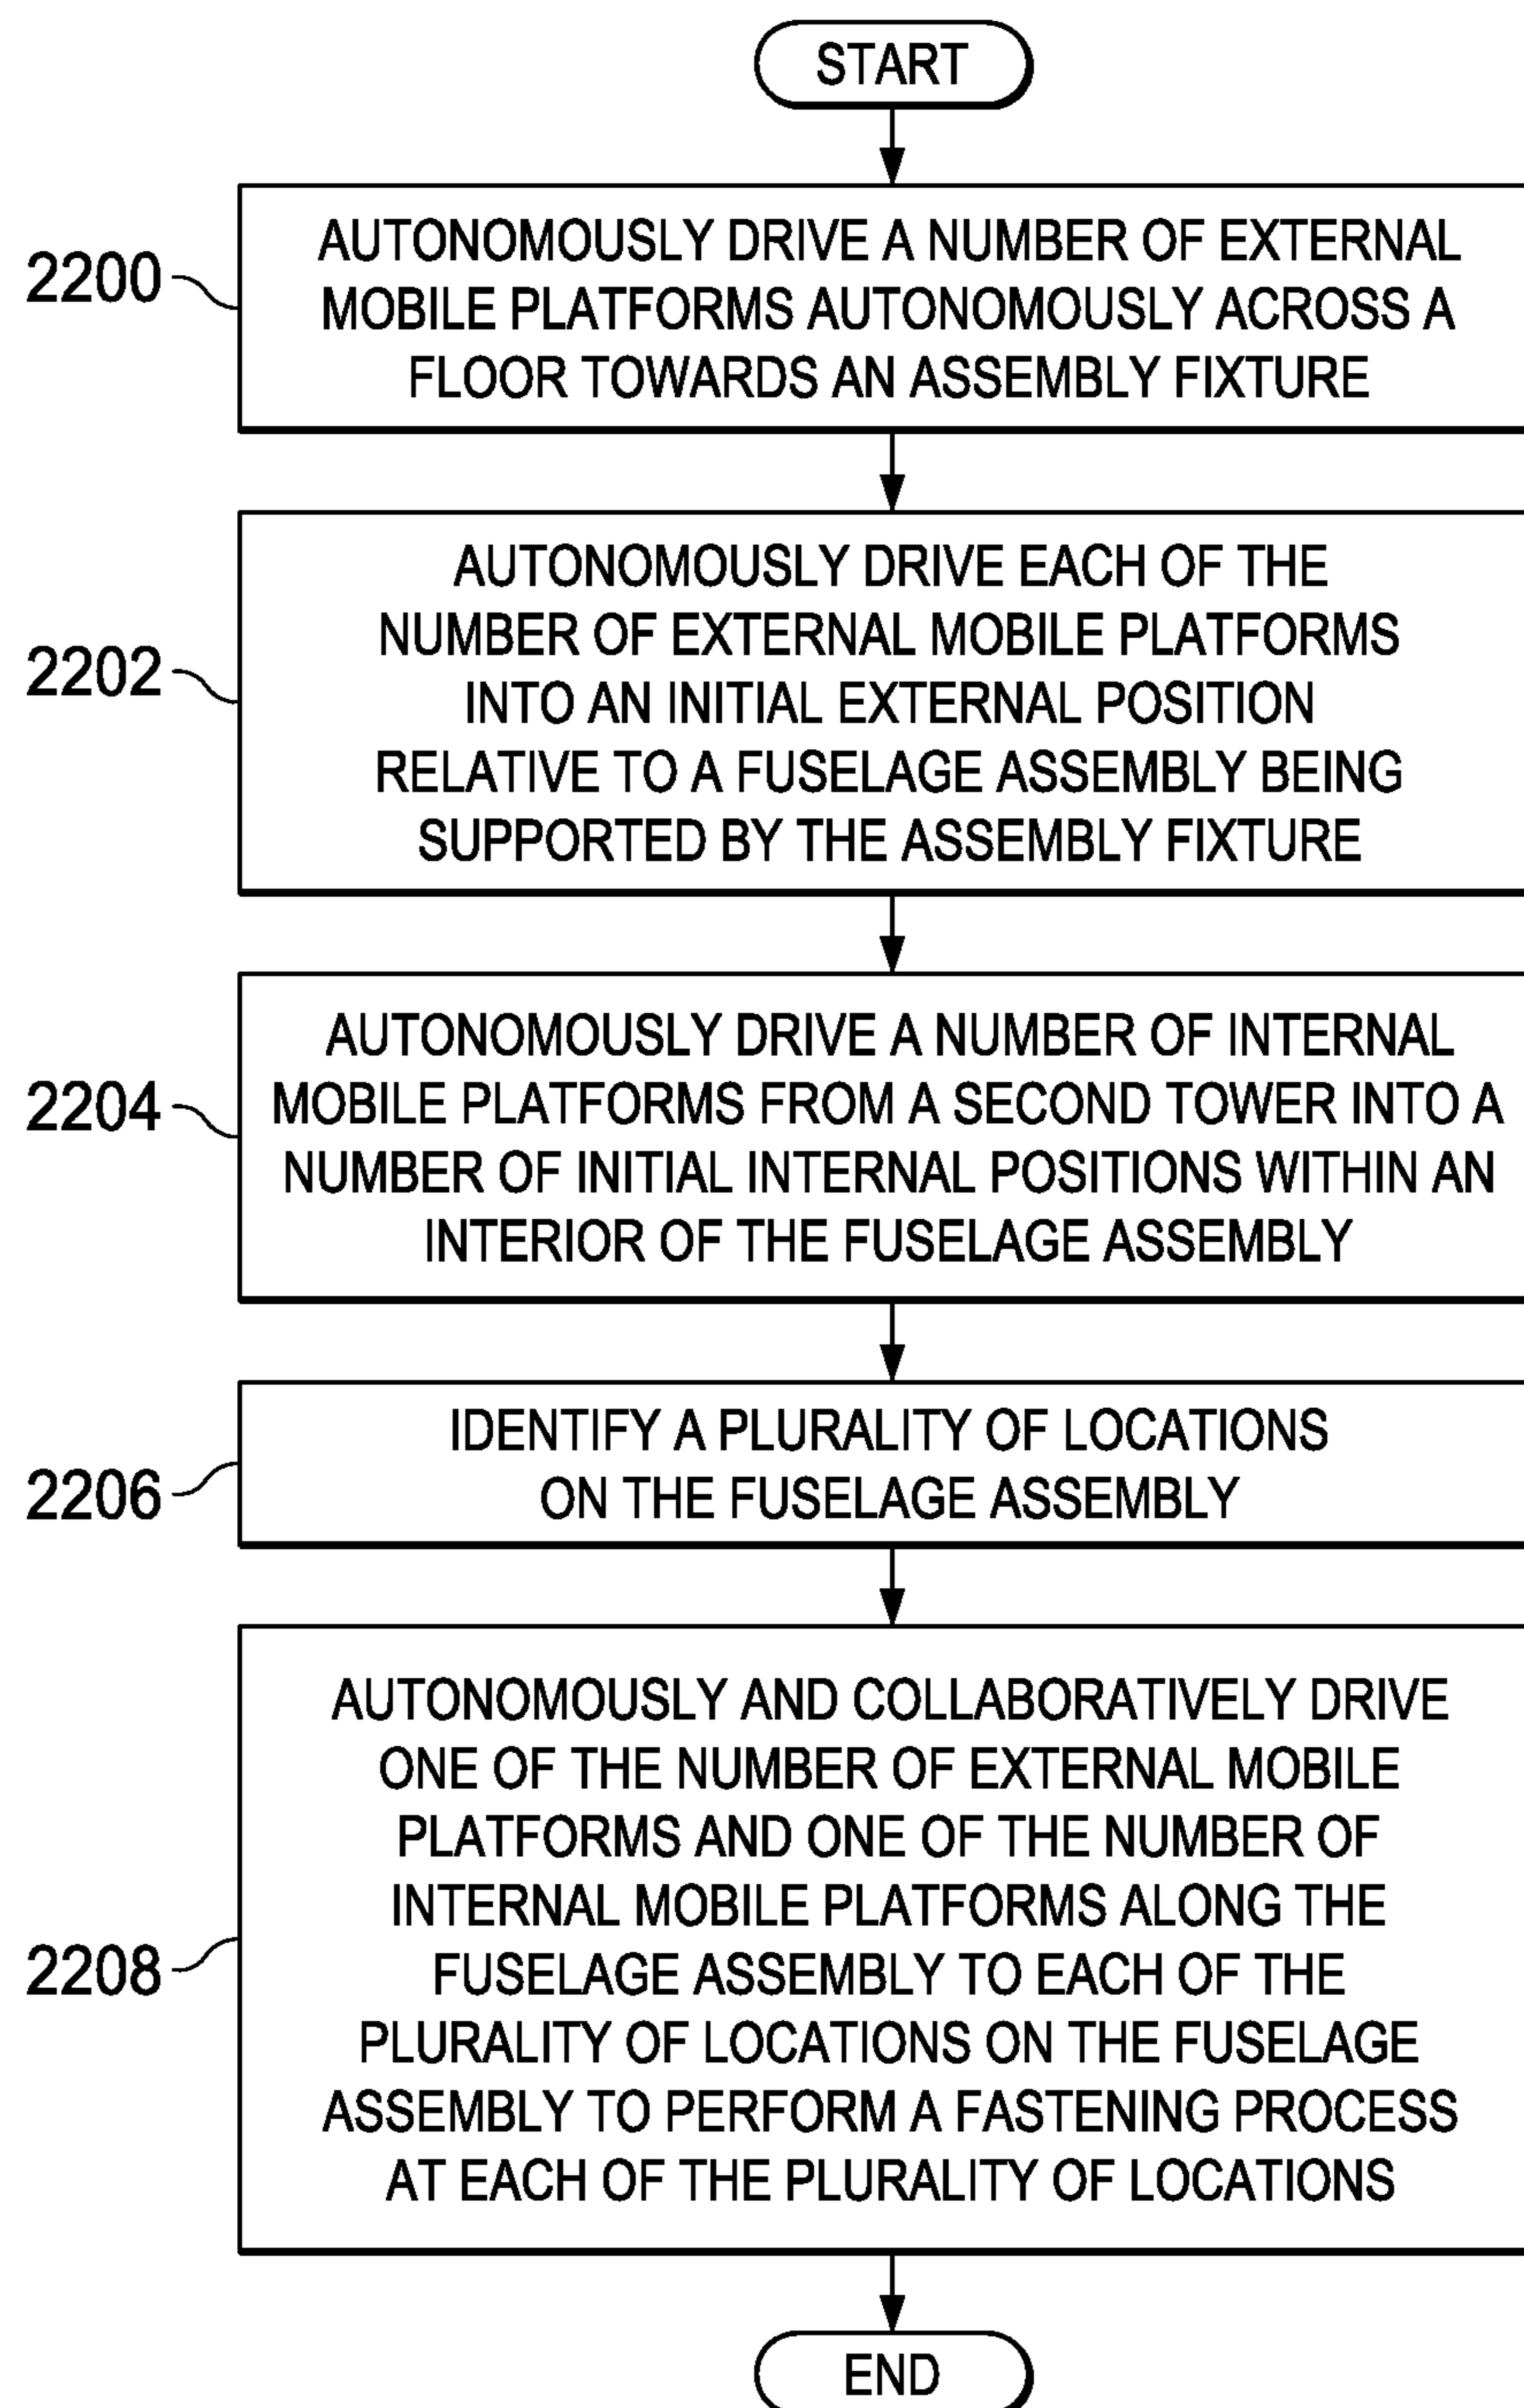 START
2200
AUTONOMOUSLY DRIVE A NUMBER OF EXTERNAL
MOBILE PLATFORMS AUTONOMOUSLY ACROSS A
FLOOR TOWARDS AN ASSEMBLY FIXTURE
2202
AUTONOMOUSLY DRIVE EACH OF THE
NUMBER OF EXTERNAL MOBILE PLATFORMS
INTO AN INITIAL EXTERNAL POSITION
RELATIVE TO A FUSELAGE ASSEMBLY BEING
SUPPORTED BY THE ASSEMBLY FIXTURE
2204
AUTONOMOUSLY DRIVE A NUMBER OF INTERNAL
MOBILE PLATFORMS FROM A SECOND TOWER INTO A
NUMBER OF INITIAL INTERNAL POSITIONS WITHIN AN
INTERIOR OF THE FUSELAGE ASSEMBLY
2206
IDENTIFY A PLURALITY OF LOCATIONS
ON THE FUSELAGE ASSEMBLY
2208
AUTONOMOUSLY AND COLLABORATIVELY DRIVE
ONE OF THE NUMBER OF EXTERNAL MOBILE
PLATFORMS AND ONE OF THE NUMBER OF
INTERNAL MOBILE PLATFORMS ALONG THE
FUSELAGE ASSEMBLY TO EACH OF THE
PLURALITY OF LOCATIONS ON THE FUSELAGE
ASSEMBLY TO PERFORM A FASTENING PROCESS
AT EACH OF THE PLURALITY OF LOCATIONS
END